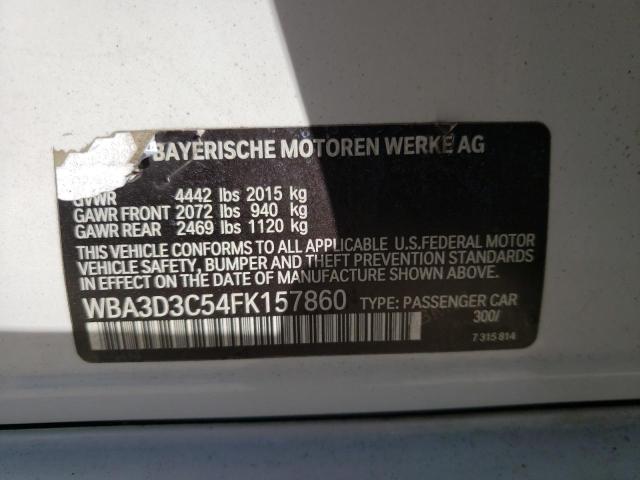 BAYERISCHE MOTOREN WERKE AG
GVWR 4442 lbs 2015 kg
GAWR FRONT 2072 lbs 940 kg
GAWR REAR 2469 lbs 1120 kg
THIS VEHICLE CONFORMS TO ALL APPLICABLE U.S.FEDERAL MOTOR
VEHICLE SAFETY, BUMPER AND THEFT PREVENTION STANDARDS
IN EFFECT ON THE DATE OF MANUFACTURE SHOWN ABOVE.
WBA3D3C54FK157860 TYPE: PASSENGER CAR
300/
7 315 814